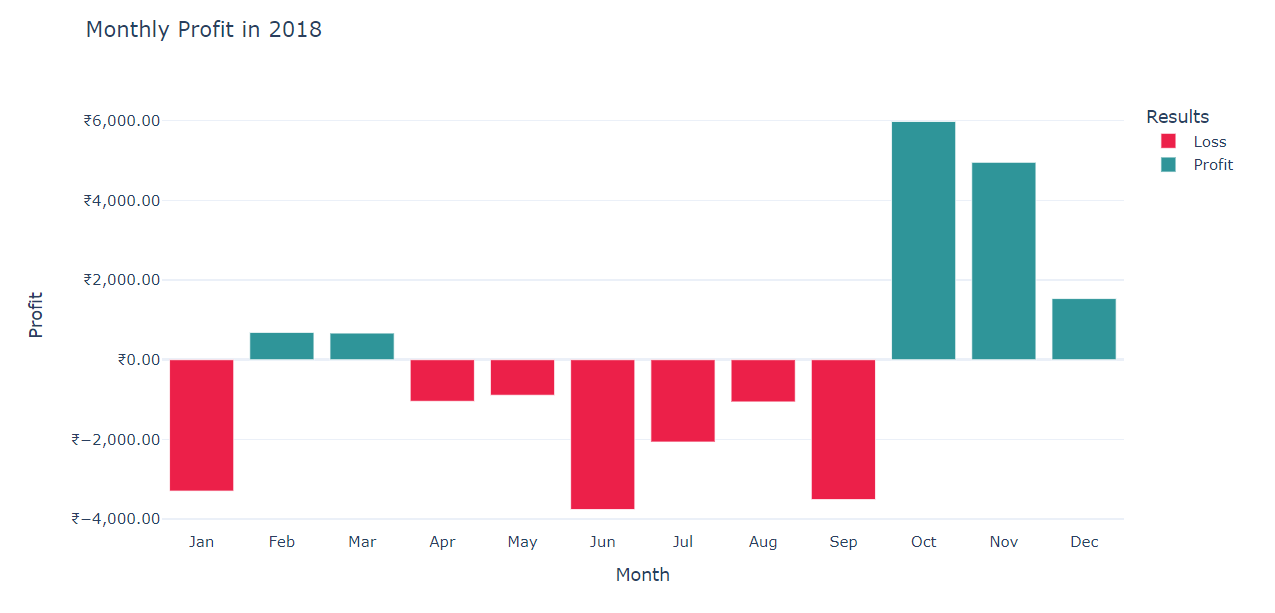 Monthly Profit in 2018
₹6,000.00
₹4,000.00
₹2,000.00
₹0.00
₹−2,000.00
₹−4,000.00
Profit
Jan Feb Mar Apr May Jun Jul Aug Sep Oct Nov Dec
Month
Results
Loss
Profit